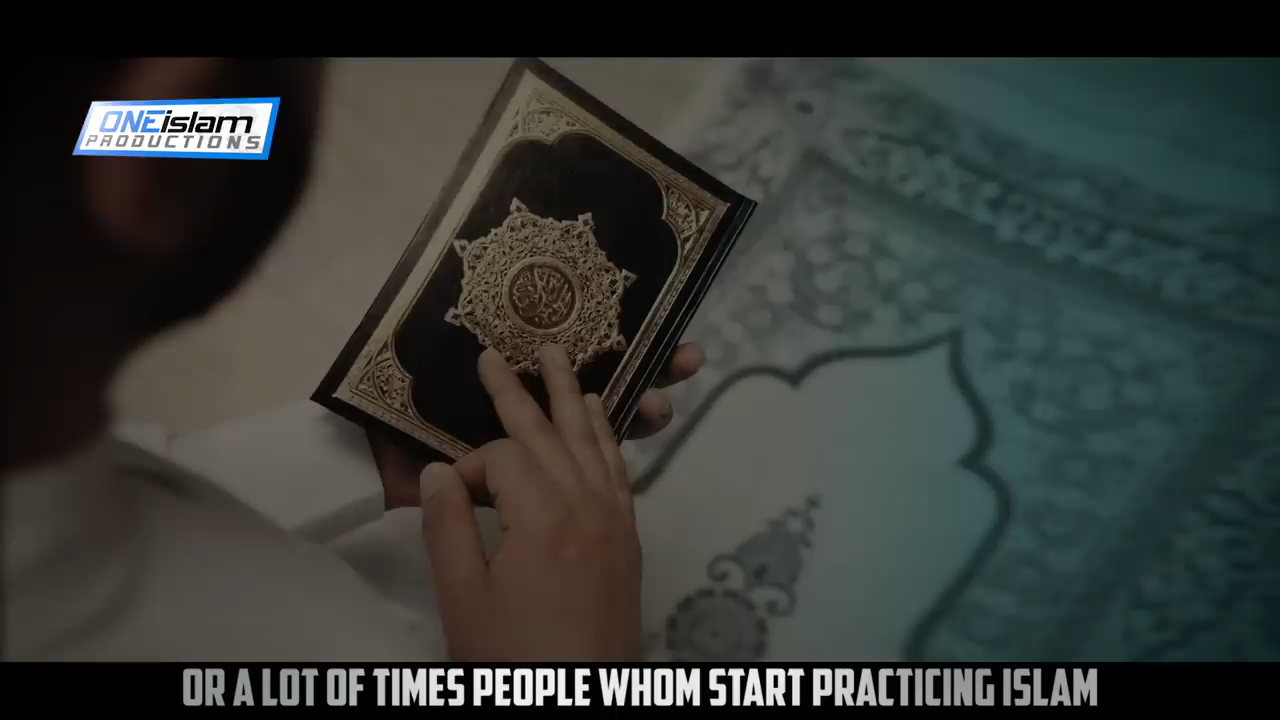 ONEislam
PRODUCTIONS
OR A LOT OF TIMES PEOPLE WHOM START PRACTICING ISLAM